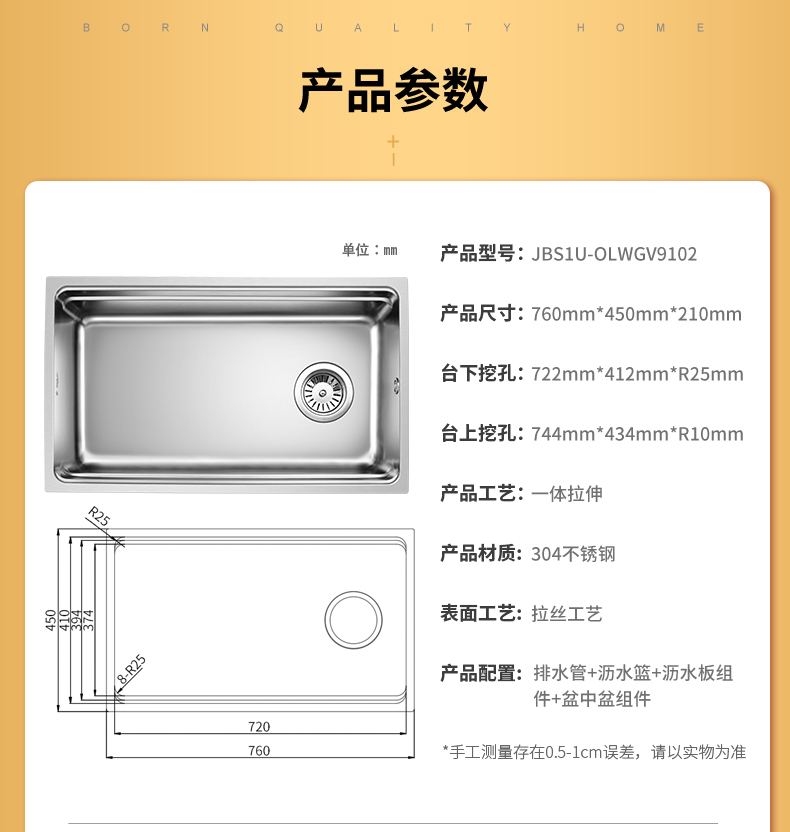 BORN QUALITY HOME
产品参数
单位：mm
产品型号：JBS1U-OLWGV9102
产品尺寸：760mm*450mm*210mm
台下挖孔：722mm*412mm*R25mm
台上挖孔：744mm*434mm*R10mm
产品工艺：一体拉伸
产品材质：304不锈钢
表面工艺：拉丝工艺
产品配置：排水管+沥水篮+沥水板组
件+盆中盆组件
*手工测量存在0.5-1cm误差，请以实物为准
R25
450
410
394
374
8-R25
720
760